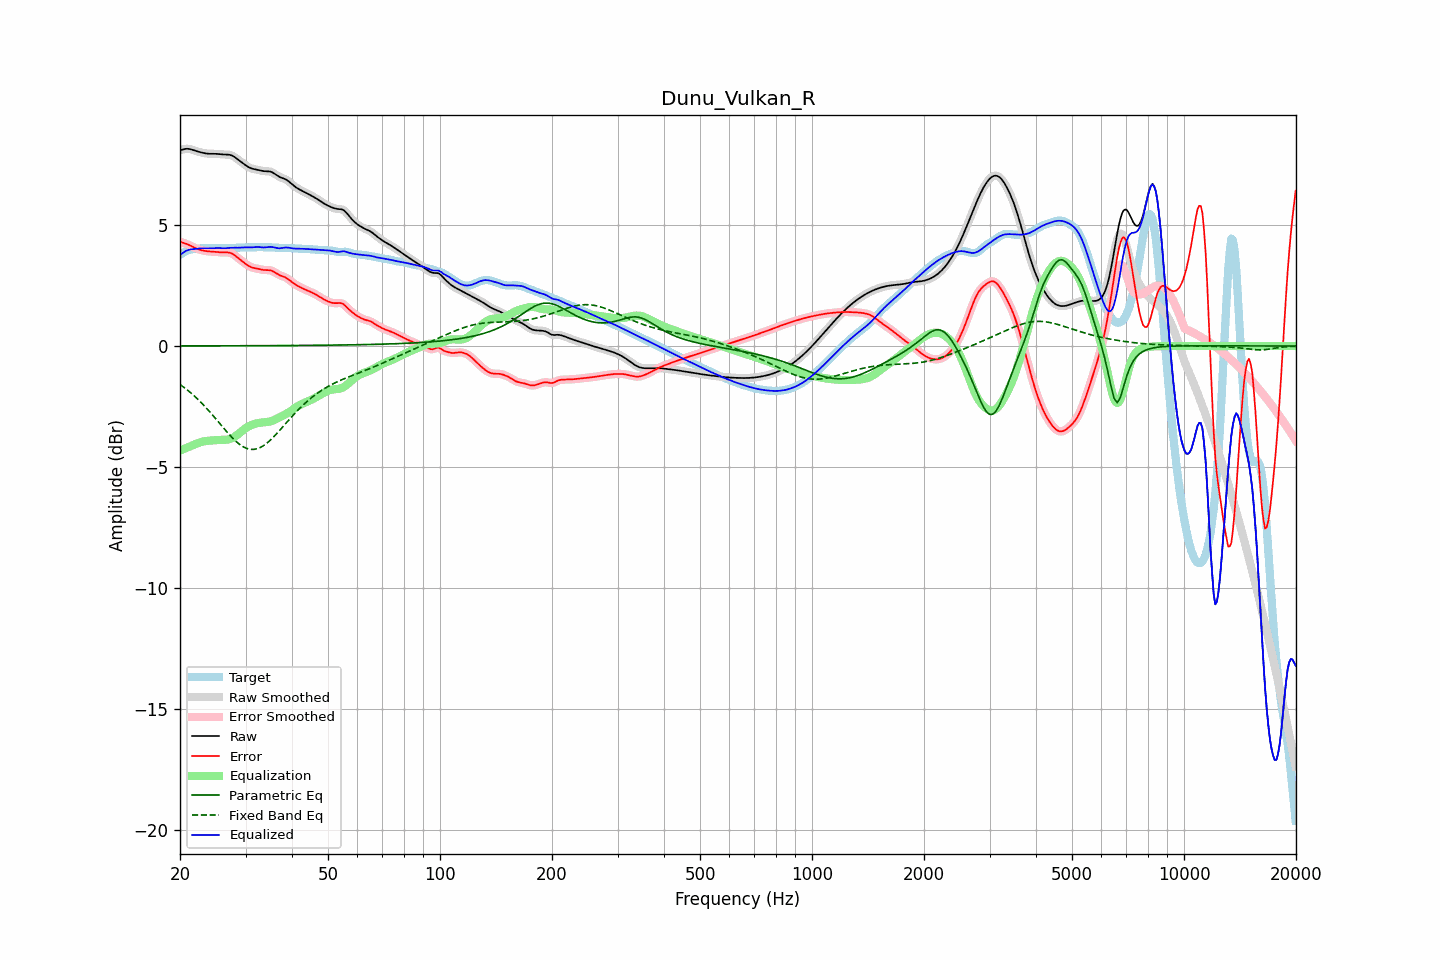 Dunu_Vulkan_R
Amplitude (dBr)
5
0
−5
−10
−15
−20
Target
Raw Smoothed
Error Smoothed
Raw
Error
Equalization
Parametric Eq
Fixed Band Eq
Equalized
20 50 100 200 500 1000 2000 5000 10000 20000
Frequency (Hz)